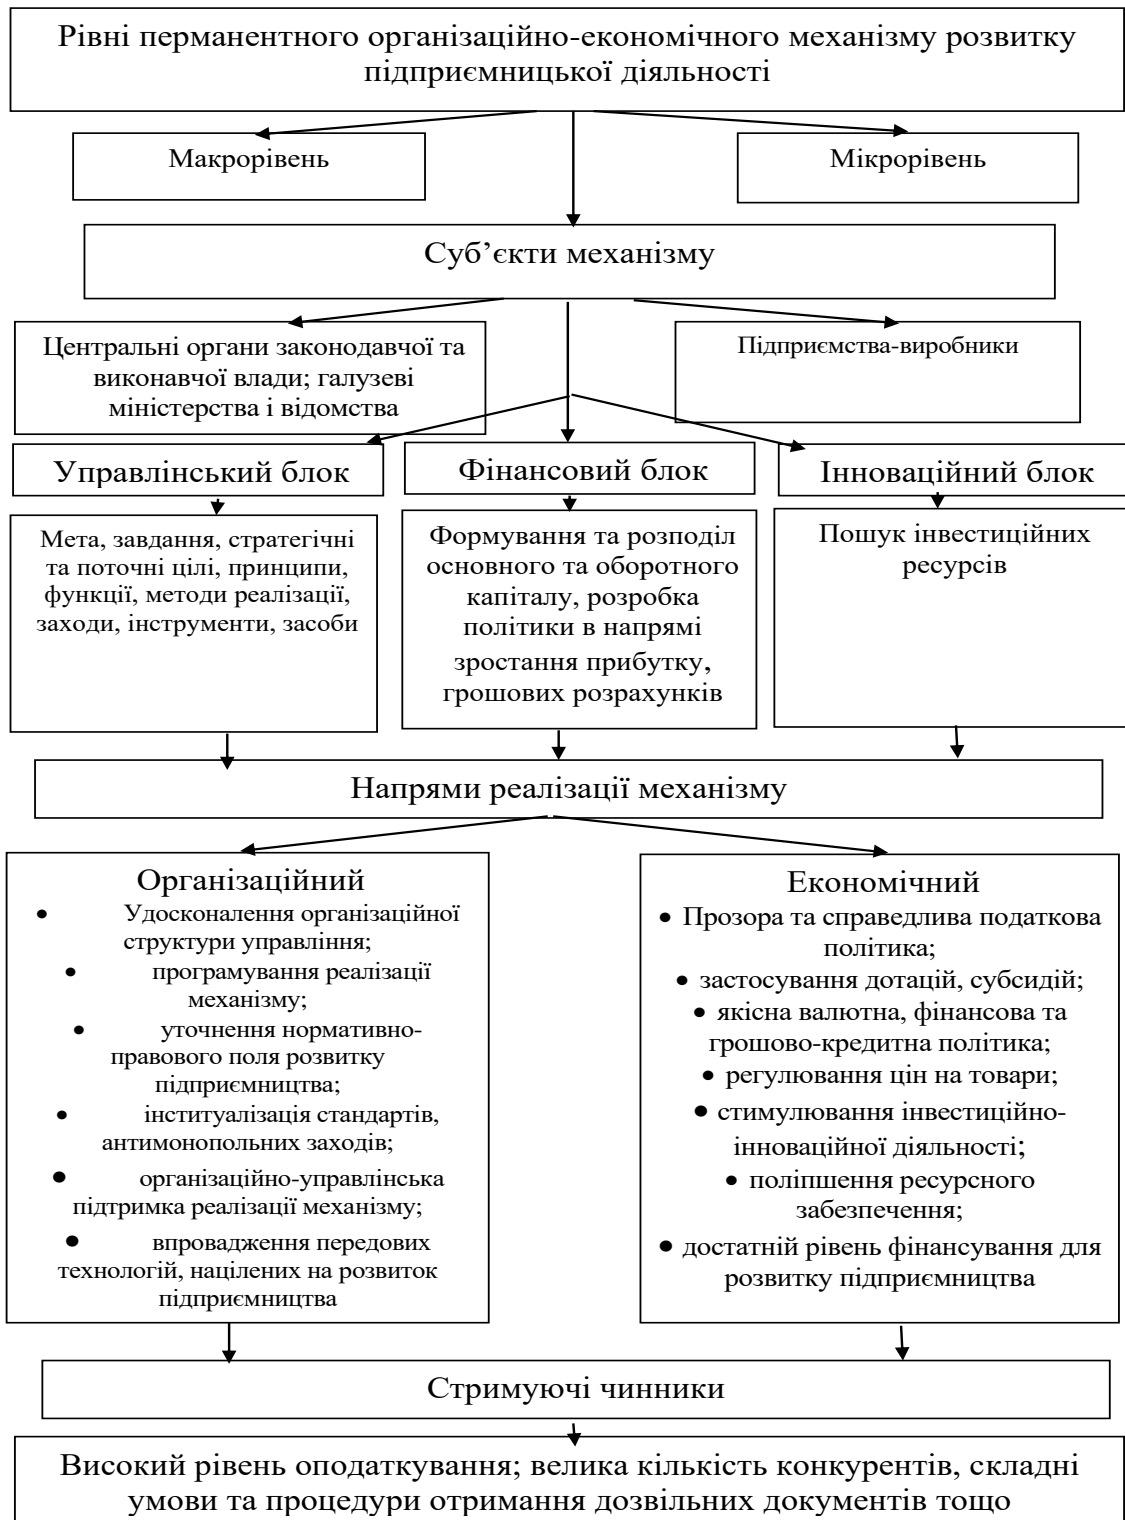 Рівні перманентного організаційно-економічного механізму розвитку
підприємницької діяльності
Макрорівень
Мікрорівень
Суб’єкти механізму
Центральні органи законодавчої та
виконавчої влади; галузеві
міністерства і відомства
Підприємства-виробники
Управлінський блок
Фінансовий блок
Інноваційний блок
Мета, завдання, стратегічні
та поточні цілі, принципи,
функції, методи реалізації,
заходи, інструменти, засоби
Формування та розподіл
основного та оборотного
капіталу, розробка
політики в напрямі
зростання прибутку,
грошових розрахунків
Пошук інвестиційних
ресурсів
Напрями реалізації механізму
Організаційний
• Удосконалення організаційної
структури управління;
• програмування реалізації
механізму;
• уточнення нормативно-
правового поля розвитку
підприємництва;
• інституалізація стандартів,
антимонопольних заходів;
• організаційно-управлінська
підтримка реалізації механізму;
• впровадження передових
технологій, націлених на розвиток
підприємництва
Економічний
• Прозора та справедлива податкова
політика;
• застосування дотацій, субсидій;
• якісна валютна, фінансова та
грошово-кредитна політика;
• регулювання цін на товари;
• стимулювання інвестиційно-
інноваційної діяльності;
• поліпшення ресурсного
забезпечення;
• достатній рівень фінансування для
розвитку підприємництва
Стримуючі чинники
Високий рівень оподаткування; велика кількість конкурентів, складні
умови та процедури отримання дозвільних документів тощо